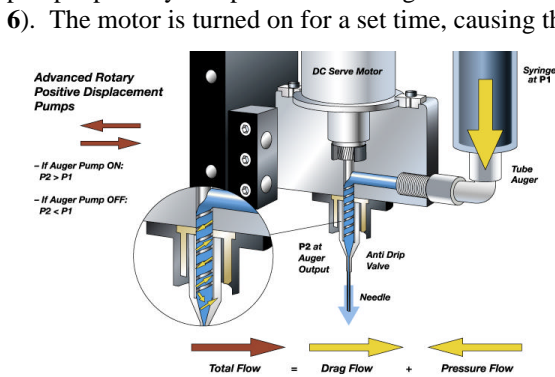 6). The motor is turned on for a set time, causing th
Advanced Rotary
Positive Displacement
Pumps
– If Auger Pump ON:
P2 > P1
– If Auger Pump OFF:
P2 < P1
DC Serve Motor
Syringe
at P1
Tube
Auger
P2 at
Auger
Output
Anti Drip
Valve
Needle
Total Flow = Drag Flow + Pressure Flow